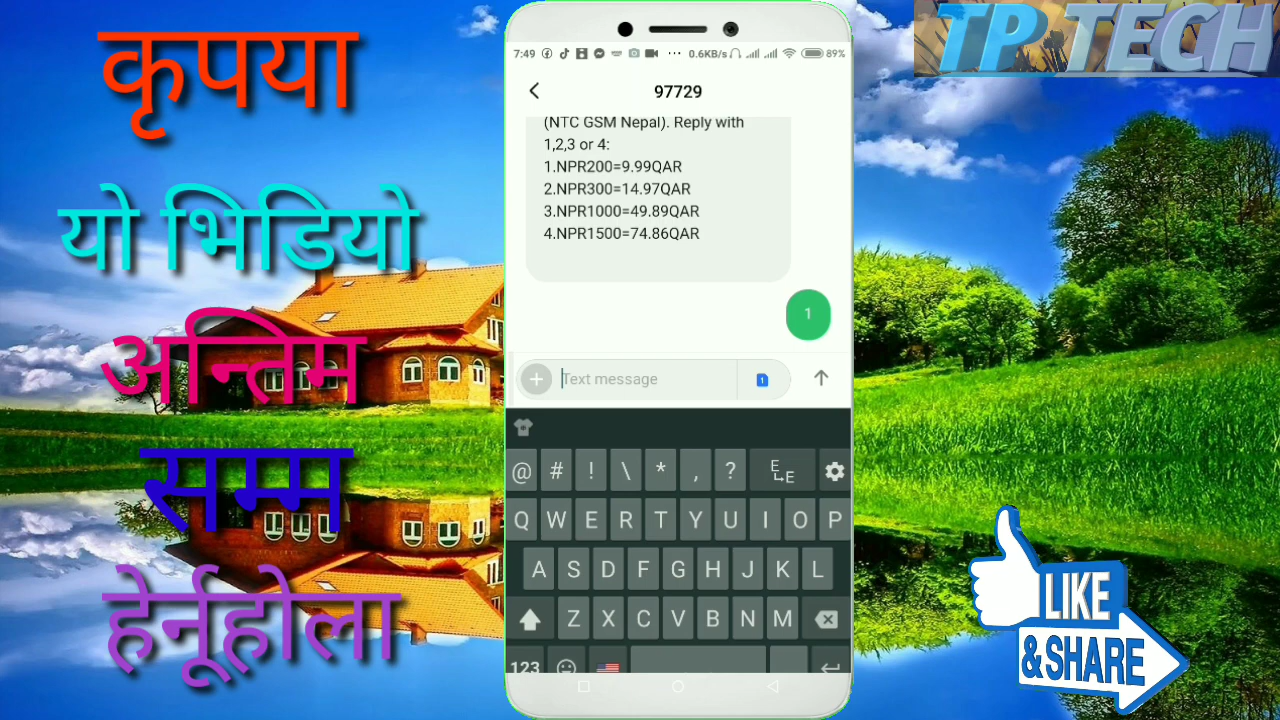 कृपया
यो भिडियो
अन्तिम
सम्म
हेर्नूहोला
TP TECH
7:49
0.6KB/s
89%
97729
(NTC GSM Nepal). Reply with
1,2,3 or 4:
1.NPR200=9.99QAR
2.NPR300=14.97QAR
3.NPR1000=49.89QAR
4.NPR1500=74.86QAR
1
Text message
1
@ # ! \ * , ? E E
Q W E R T Y U I O P
A S D F G H J K L
Z X C V B N M
123
LIKE
& SHARE